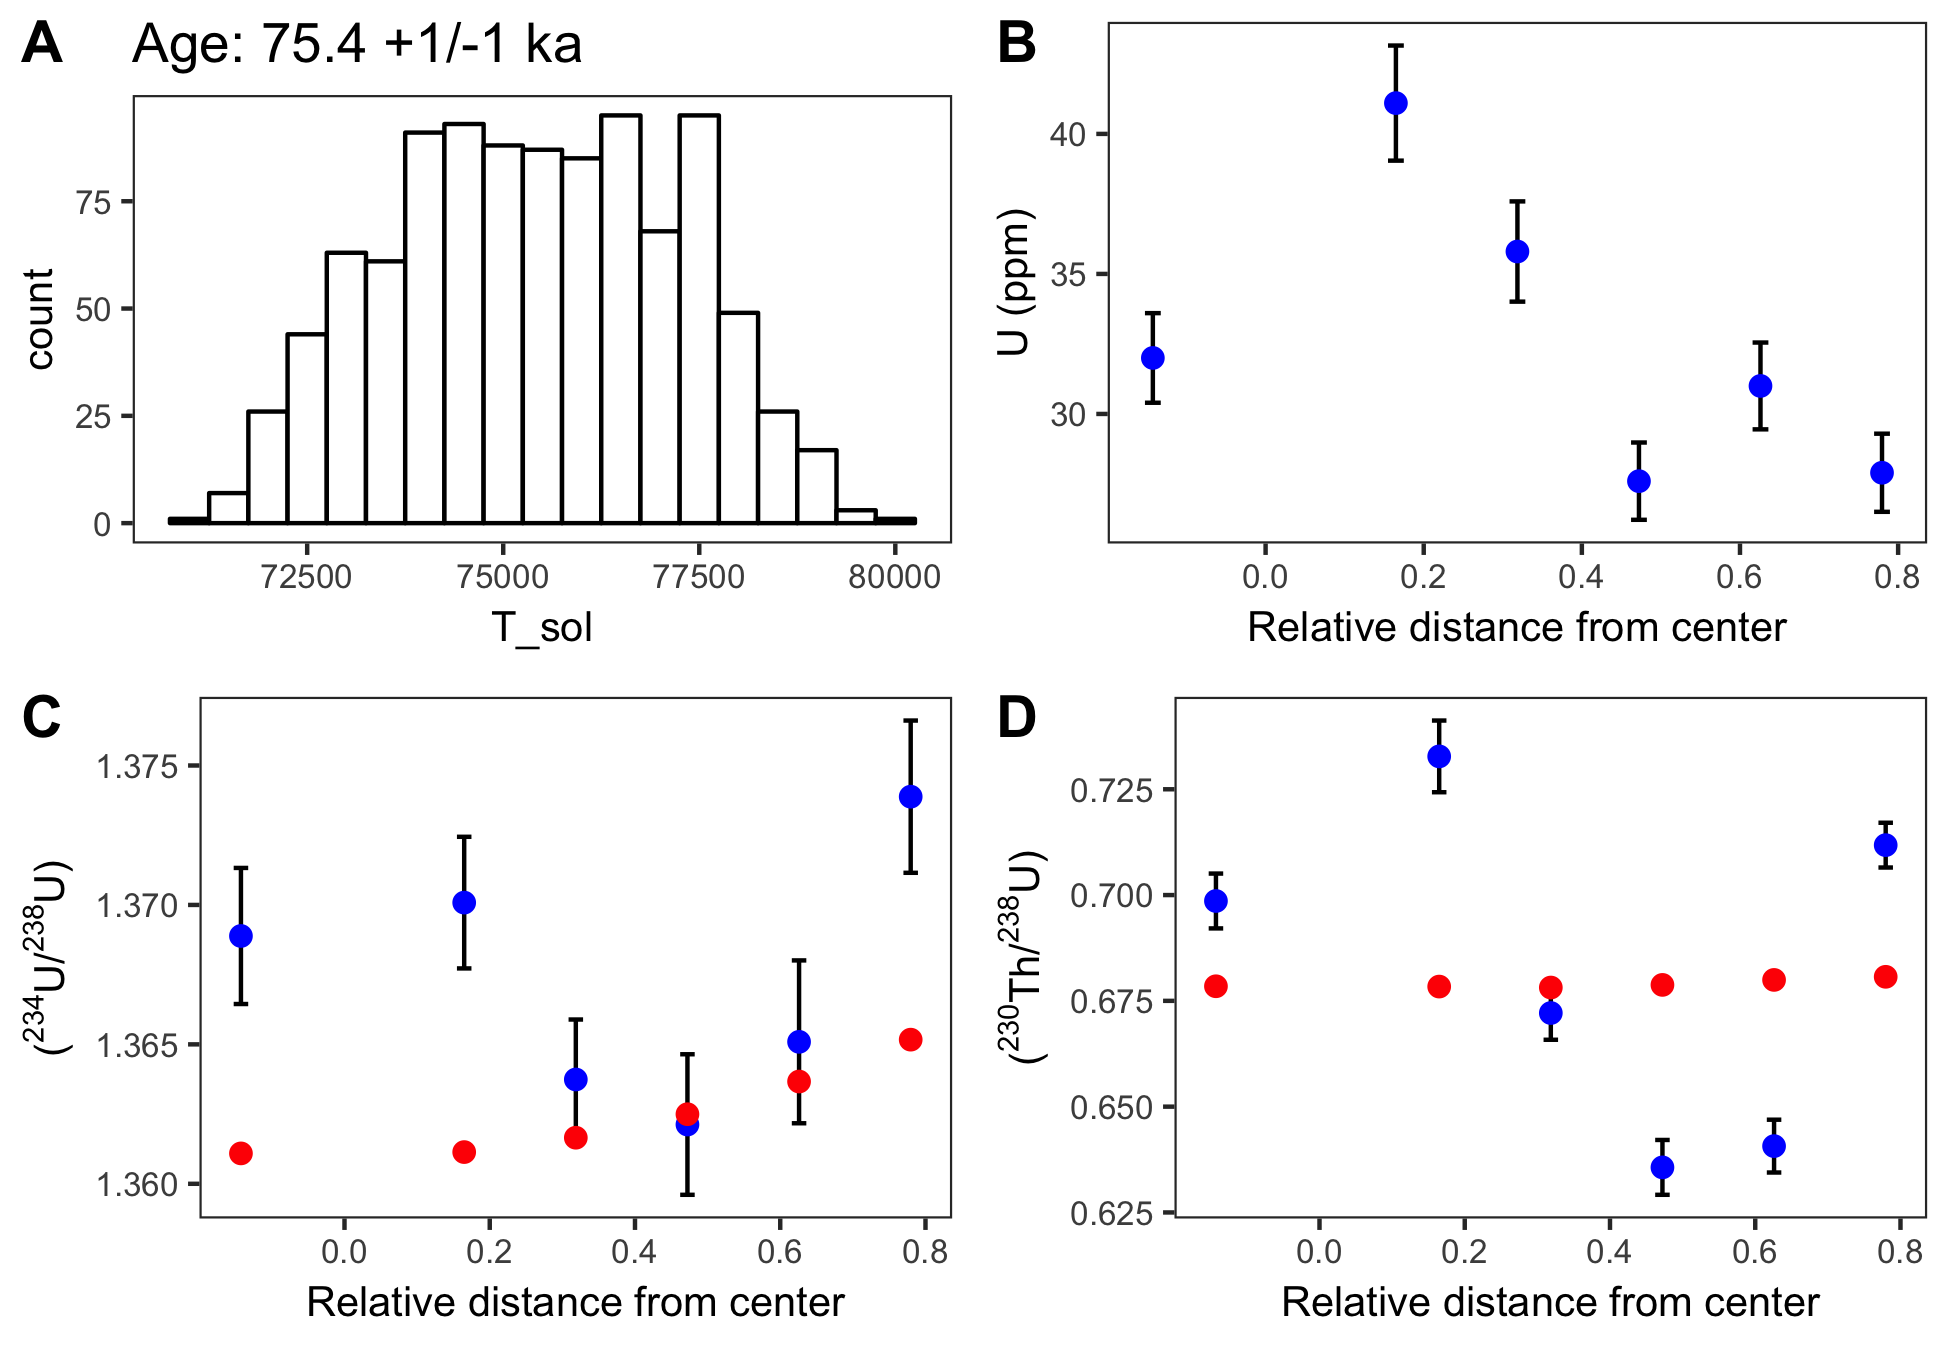 A Age: 75.4 +1/-1 ka
count
75
50
25
0
72500 75000 77500 80000
T_sol
B
U (ppm)
40
35
30
0.0 0.2 0.4 0.6 0.8
Relative distance from center
C
(²³⁴U/²³⁸U)
1.375
1.370
1.365
1.360
0.0 0.2 0.4 0.6 0.8
Relative distance from center
D
(²³⁰Th/²³⁸U)
0.725
0.700
0.675
0.650
0.625
0.0 0.2 0.4 0.6 0.8
Relative distance from center